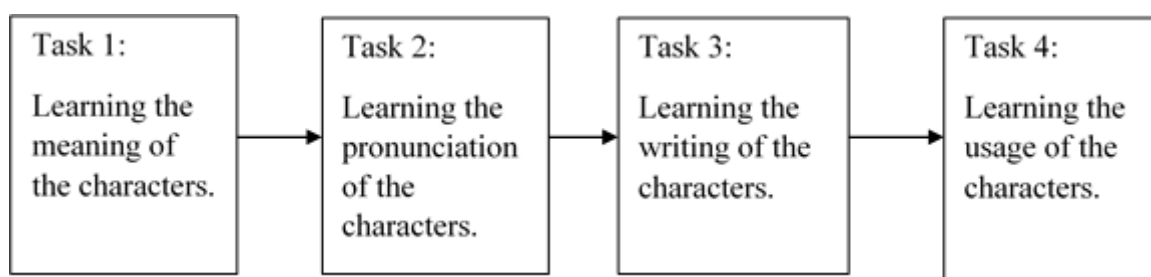 Task 1:
Learning the
meaning of
the characters.
Task 2:
Learning the
pronunciation
of the
characters.
Task 3:
Learning the
writing of the
characters.
Task 4:
Learning the
usage of the
characters.